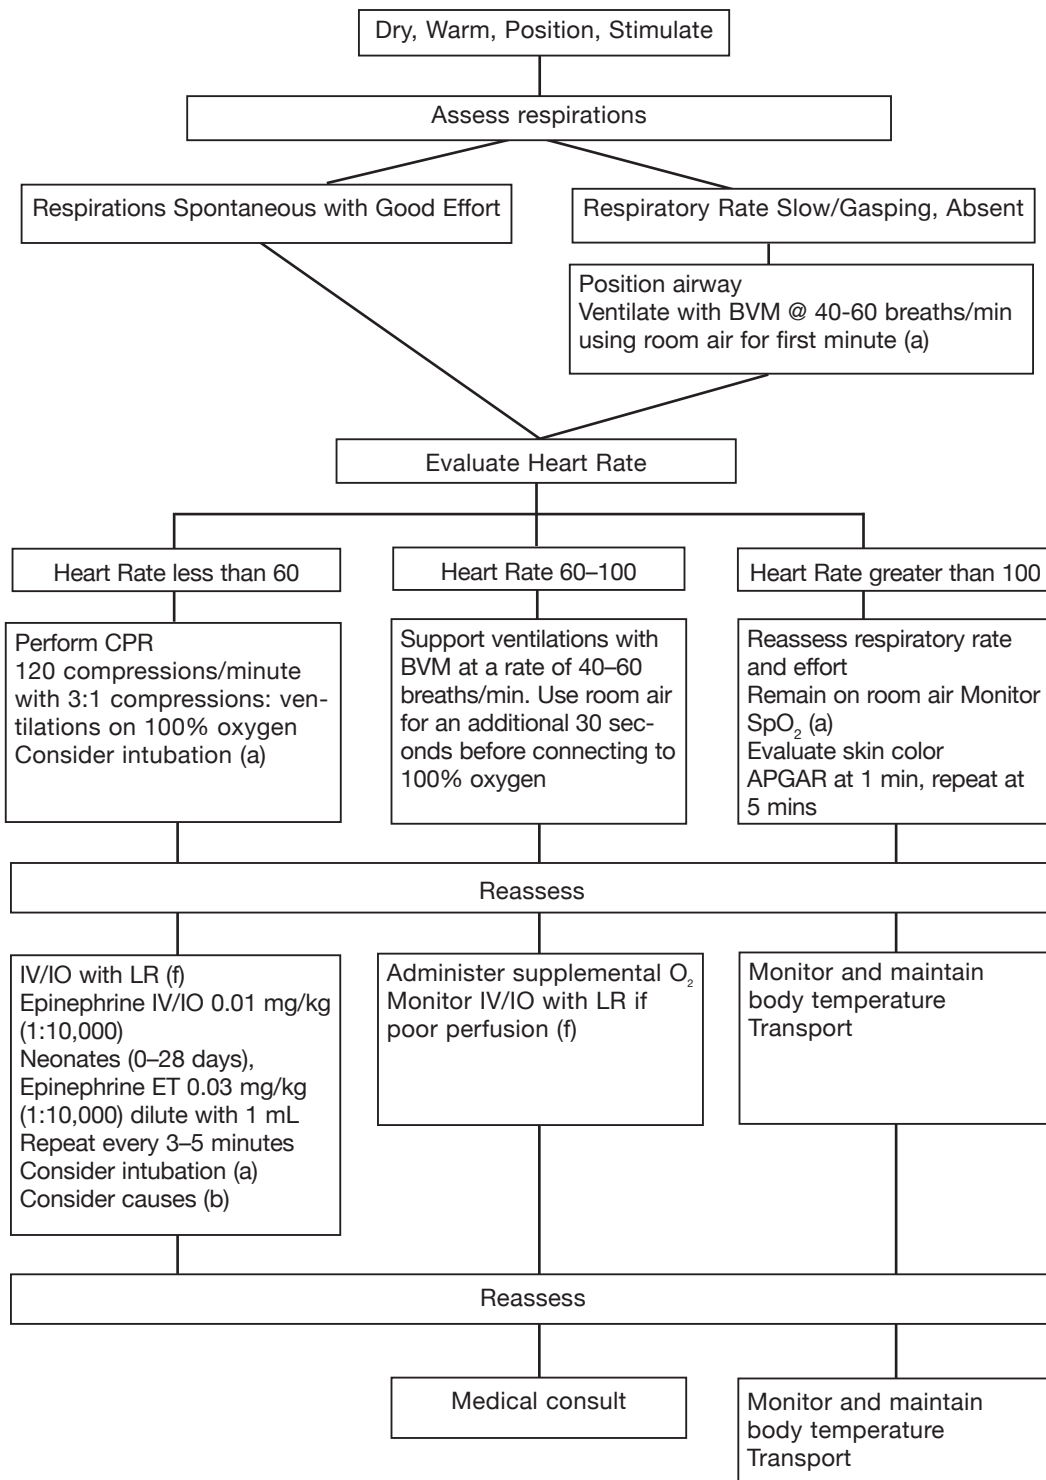 Dry, Warm, Position, Stimulate
Assess respirations
Respirations Spontaneous with Good Effort
Respiratory Rate Slow/Gasping, Absent
Position airway
Ventilate with BVM @ 40-60 breaths/min
using room air for first minute (a)
Evaluate Heart Rate
Heart Rate less than 60
Heart Rate 60–100
Heart Rate greater than 100
Perform CPR
120 compressions/minute
with 3:1 compressions: ven-
tilations on 100% oxygen
Consider intubation (a)
Support ventilations with
BVM at a rate of 40–60
breaths/min. Use room air
for an additional 30 sec-
onds before connecting to
100% oxygen
Reassess respiratory rate
and effort
Remain on room air Monitor
SpO₂ (a)
Evaluate skin color
APGAR at 1 min, repeat at
5 mins
Reassess
IV/IO with LR (f)
Epinephrine IV/IO 0.01 mg/kg
(1:10,000)
Neonates (0–28 days),
Epinephrine ET 0.03 mg/kg
(1:10,000) dilute with 1 mL
Repeat every 3–5 minutes
Consider intubation (a)
Consider causes (b)
Administer supplemental O₂
Monitor IV/IO with LR if
poor perfusion (f)
Monitor and maintain
body temperature
Transport
Reassess
Medical consult
Monitor and maintain
body temperature
Transport